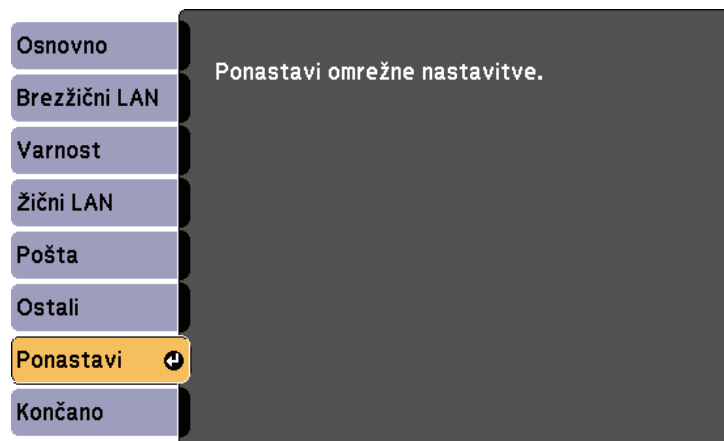 Osnovno
Brezžični LAN
Varnost
Žični LAN
Pošta
Ostali
Ponastavi
Končano
Ponastavi omrežne nastavitve.